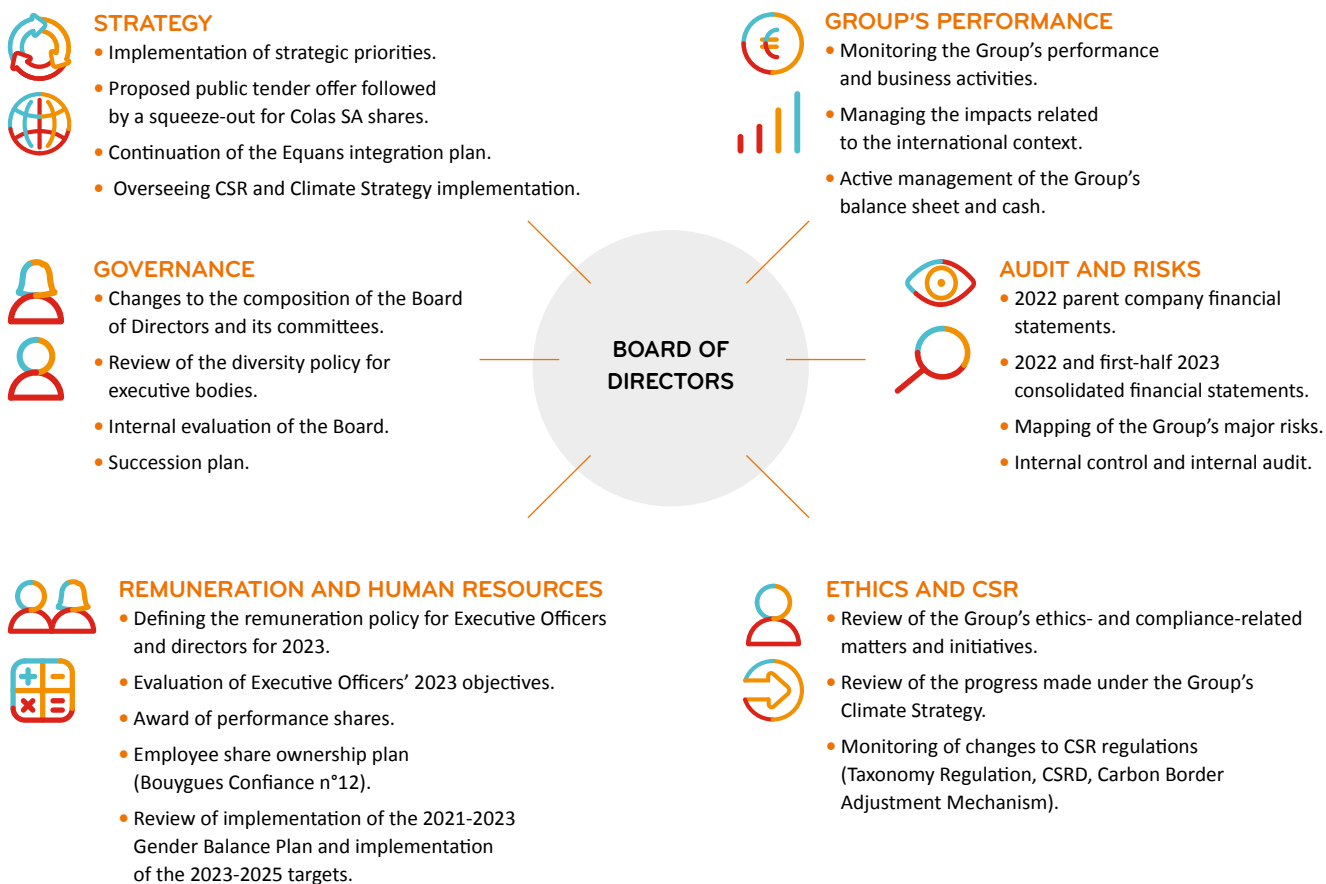 STRATEGY
• Implementation of strategic priorities.
• Proposed public tender offer followed
by a squeeze-out for Colas SA shares.
• Continuation of the Equans integration plan.
• Overseeing CSR and Climate Strategy implementation.
GROUP'S PERFORMANCE
• Monitoring the Group’s performance
and business activities.
• Managing the impacts related
to the international context.
• Active management of the Group’s
balance sheet and cash.
GOVERNANCE
• Changes to the composition of the Board
of Directors and its committees.
• Review of the diversity policy for
executive bodies.
• Internal evaluation of the Board.
• Succession plan.
BOARD OF
DIRECTORS
AUDIT AND RISKS
• 2022 parent company financial
statements.
• 2022 and first-half 2023
consolidated financial statements.
• Mapping of the Group’s major risks.
• Internal control and internal audit.
REMUNERATION AND HUMAN RESOURCES
• Defining the remuneration policy for Executive Officers
and directors for 2023.
• Evaluation of Executive Officers’ 2023 objectives.
• Award of performance shares.
• Employee share ownership plan
(Bouygues Confiance n°12).
• Review of implementation of the 2021-2023
Gender Balance Plan and implementation
of the 2023-2025 targets.
ETHICS AND CSR
• Review of the Group’s ethics- and compliance-related
matters and initiatives.
• Review of the progress made under the Group’s
Climate Strategy.
• Monitoring of changes to CSR regulations
(Taxonomy Regulation, CSRD, Carbon Border
Adjustment Mechanism).